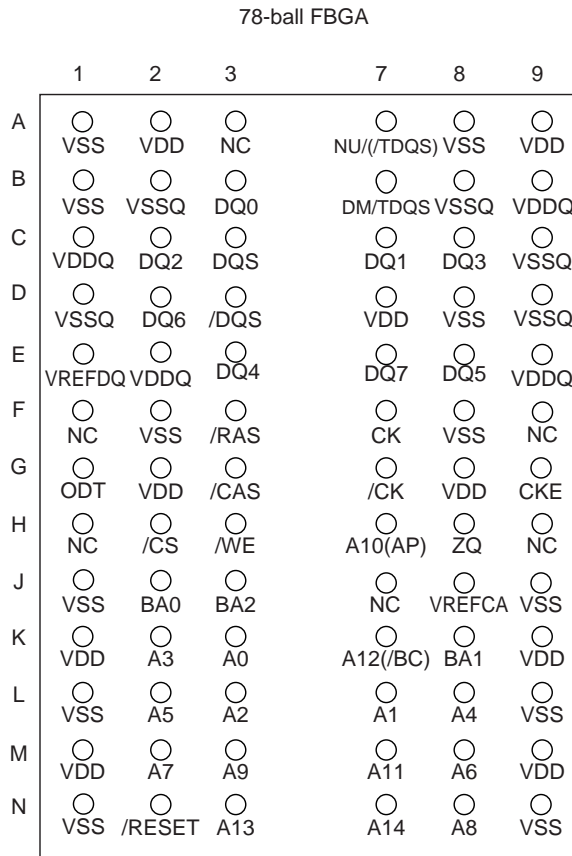 78-ball FBGA
1 2 3 7 8 9
A
VSS VDD NC NU/(/TDQS) VSS VDD
B
VSS VSSQ DQ0 DM/TDQS VSSQ VDDQ
C
VDDQ DQ2 DQS DQ1 DQ3 VSSQ
D
VSSQ DQ6 /DQS VDD VSS VSSQ
E
VREFDQ VDDQ DQ4 DQ7 DQ5 VDDQ
F
NC VSS /RAS CK VSS NC
G
ODT VDD /CAS /CK VDD CKE
H
NC /CS /WE A10(AP) ZQ NC
J
VSS BA0 BA2 NC VREFCA VSS
K
VDD A3 A0 A12(/BC) BA1 VDD
L
VSS A5 A2 A1 A4 VSS
M
VDD A7 A9 A11 A6 VDD
N
VSS /RESET A13 A14 A8 VSS